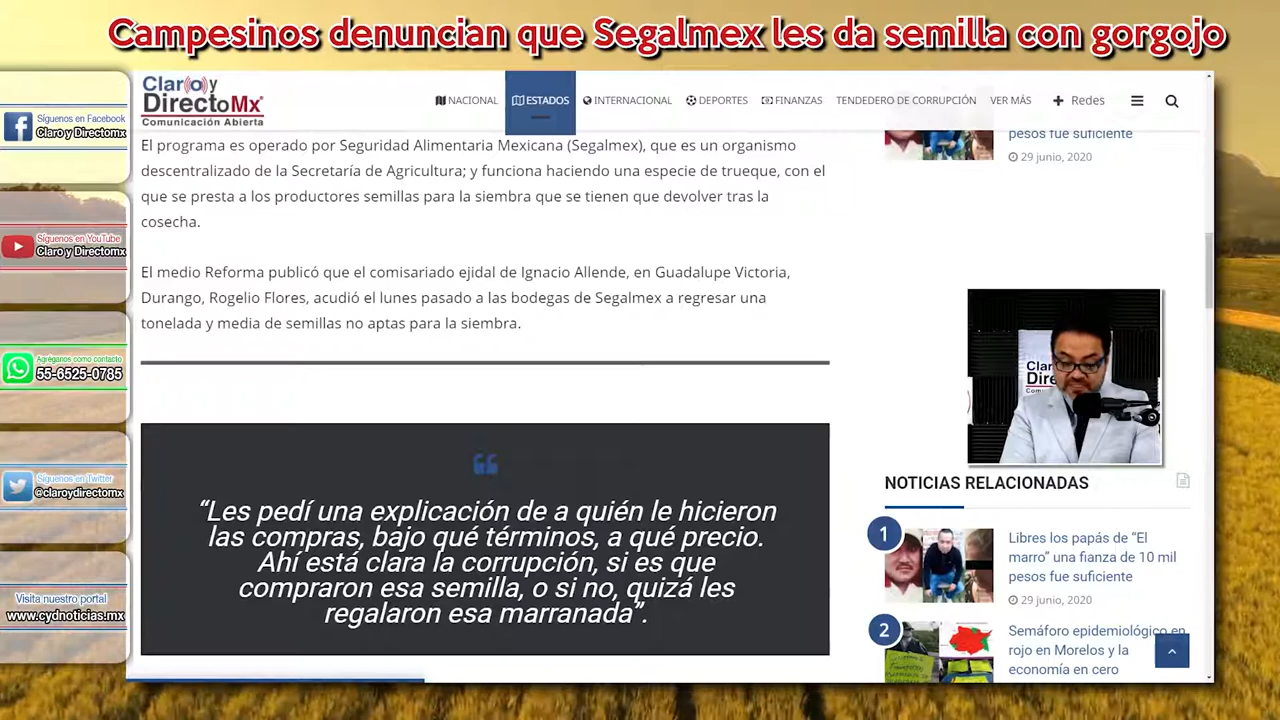 Campesinos denuncian que Segalmex les da semilla con gorgojo
Síguenos en Facebook
Claro y Directomx
Síguenos en YouTube
Claro y Directomx
Agréganos como contacto
55-6525-0785
Síguenos en Twitter
@claroydirectomx
Visita nuestro portal
www.cydnoticias.mx
Claro y
DirectoMx
Comunicación Abierta
NACIONAL
ESTADOS
INTERNACIONAL
DEPORTES
FINANZAS
TENDEDERO DE CORRUPCIÓN
VER MÁS
Redes
El programa es operado por Seguridad Alimentaria Mexicana (Segalmex), que es un organismo
descentralizado de la Secretaría de Agricultura; y funciona haciendo una especie de trueque, con el
que se presta a los productores semillas para la siembra que se tienen que devolver tras la
cosecha.
El medio Reforma publicó que el comisariado ejidal de Ignacio Allende, en Guadalupe Victoria,
Durango, Rogelio Flores, acudió el lunes pasado a las bodegas de Segalmex a regresar una
tonelada y media de semillas no aptas para la siembra.
“Les pedí una explicación de a quién le hicieron
las compras, bajo qué términos, a qué precio.
Ahí está clara la corrupción, si es que
compraron esa semilla, o si no, quizá les
regalaron esa marranada”.
pesos fue suficiente
29 junio, 2020
NOTICIAS RELACIONADAS
1
Libres los papás de “El
marro” una fianza de 10 mil
pesos fue suficiente
29 junio, 2020
2
Semáforo epidemiológico en
rojo en Morelos y la
economía en cero